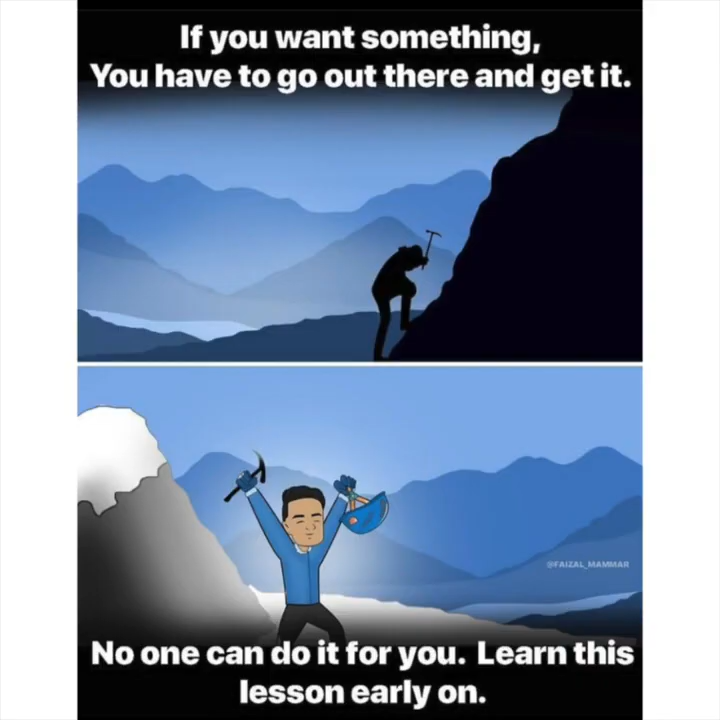 If you want something,
You have to go out there and get it.
@FAIZAL_MAMMAR
No one can do it for you. Learn this
lesson early on.